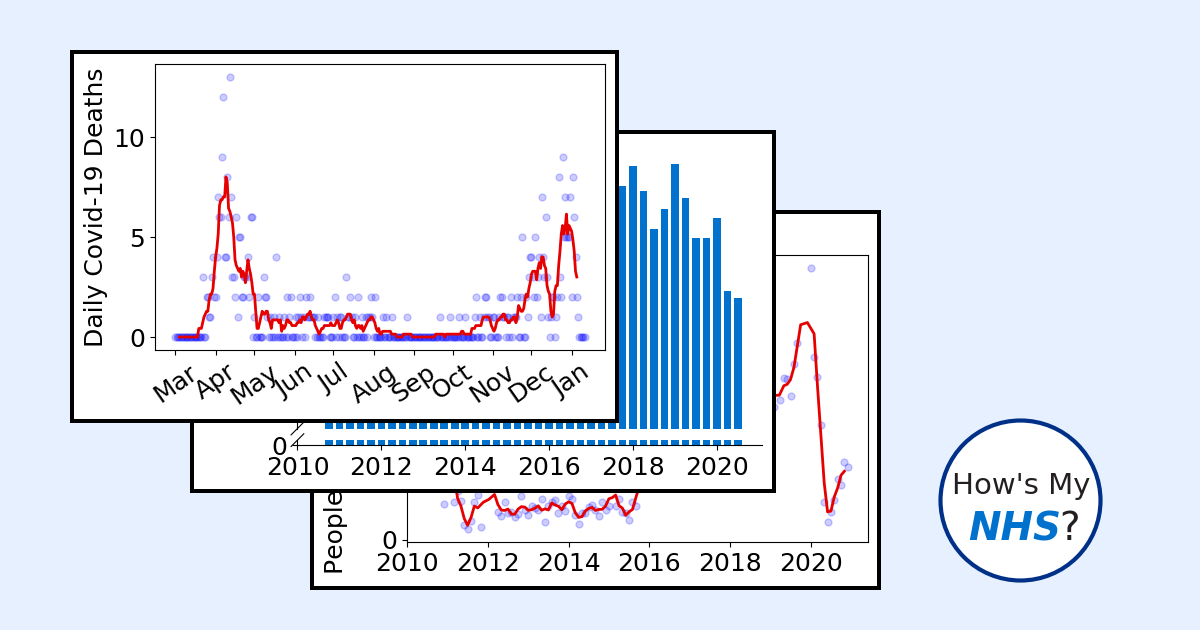 Daily Covid-19 Deaths
10
5
0
Mar Apr May Jun Jul Aug Sep Oct Nov Dec Jan
0
2010 2012 2014 2016 2018 2020
People
0
2010 2012 2014 2016 2018 2020
How's My
NHS?